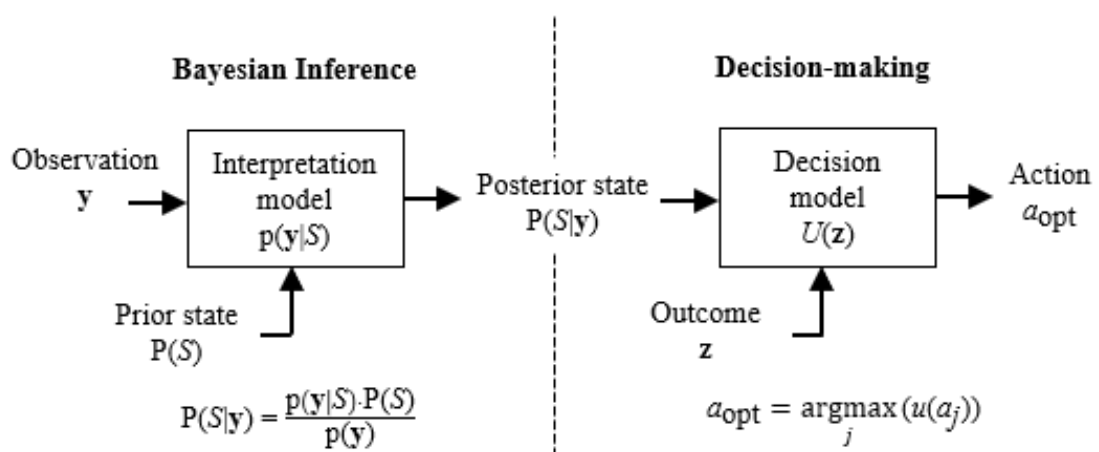 Bayesian Inference
Observation
y
Interpretation
model
p(y|S)
Prior state
P(S)
P(S|y) = p(y|S)·P(S) / p(y)
Posterior state
P(S|y)
Decision-making
Decision
model
U(z)
Outcome
z
Action
aopt
aopt = argmax (u(aj))
j